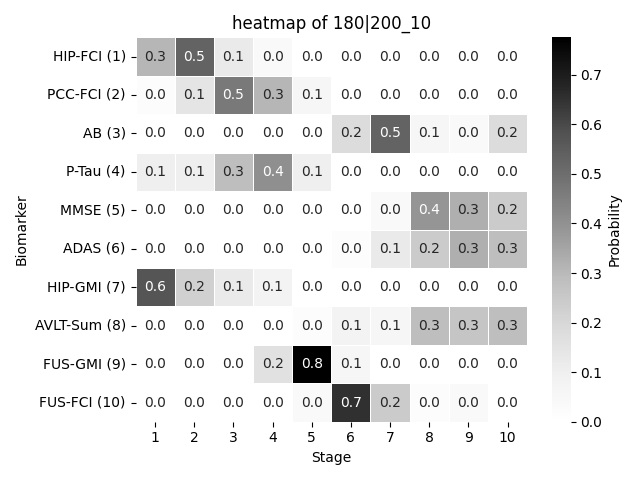 heatmap of 180|200_10
Biomarker
HIP-FCI (1) 0.3 0.5 0.1 0.0 0.0 0.0 0.0 0.0 0.0 0.0
PCC-FCI (2) 0.0 0.1 0.5 0.3 0.1 0.0 0.0 0.0 0.0 0.0
AB (3) 0.0 0.0 0.0 0.0 0.0 0.2 0.5 0.1 0.0 0.2
P-Tau (4) 0.1 0.1 0.3 0.4 0.1 0.0 0.0 0.0 0.0 0.0
MMSE (5) 0.0 0.0 0.0 0.0 0.0 0.0 0.0 0.4 0.3 0.2
ADAS (6) 0.0 0.0 0.0 0.0 0.0 0.0 0.1 0.2 0.3 0.3
HIP-GMI (7) 0.6 0.2 0.1 0.1 0.0 0.0 0.0 0.0 0.0 0.0
AVLT-Sum (8) 0.0 0.0 0.0 0.0 0.0 0.1 0.1 0.3 0.3 0.3
FUS-GMI (9) 0.0 0.0 0.0 0.2 0.8 0.1 0.0 0.0 0.0 0.0
FUS-FCI (10) 0.0 0.0 0.0 0.0 0.0 0.7 0.2 0.0 0.0 0.0
1 2 3 4 5 6 7 8 9 10
Stage
0.7
0.6
0.5
0.4
0.3
0.2
0.1
0.0
Probability